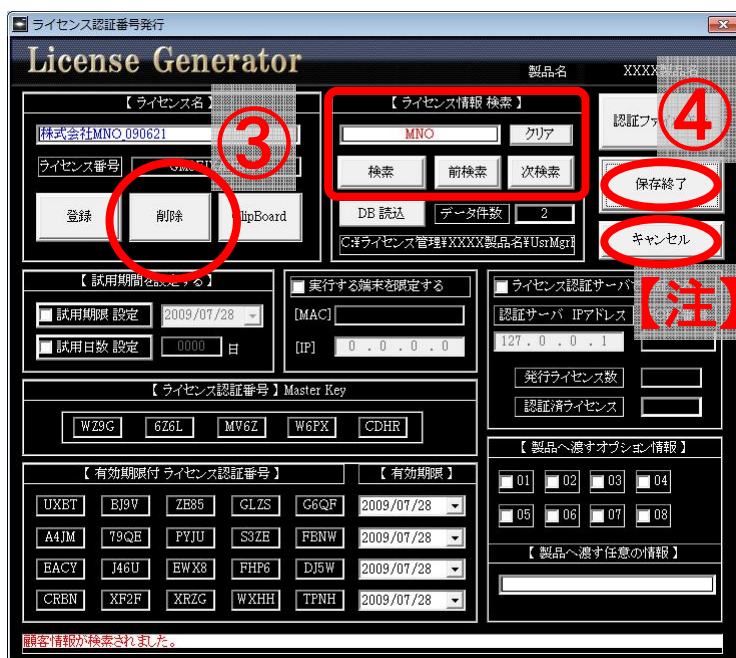 ライセンス認証番号発行
License Generator
製品名 XXXX
【 ライセンス名 】
株式会社MNO_090621
ライセンス番号
登録 削除 ClipBoard
③
【 ライセンス情報 検索 】
MNO クリア
検索 前検索 次検索
DB 読込 データ件数 2
C:¥ライセンス管理¥XXXX製品名¥UsrMgr
④
保存終了
キャンセル
【注】
【 試用期間を設定する 】
試用期限 設定 2009/07/28
試用日数 設定 0000 日
実行する端末を限定する
[MAC]
[IP] 0 . 0 . 0 . 0
ライセンス認証サーバ
認証サーバ IPアドレス
127 . 0 . 0 . 1
発行ライセンス数
認証済ライセンス
【 ライセンス認証番号 】 Master Key
WZ9G 6Z6L MV6Z W6PX CDHR
【 有効期限付 ライセンス認証番号 】 【 有効期限 】
UXBT BJ9V ZE85 GLZS G6QF 2009/07/28
A4JM 79QE PYJU S3ZE FBNW 2009/07/28
EACY J46U EWX8 FHP6 DJ5W 2009/07/28
CRBN XF2F XRZG WXHH TPNH 2009/07/28
【 製品へ渡すオプション情報 】
01 02 03 04
05 06 07 08
【 製品へ渡す任意の情報 】
顧客情報が検索されました。